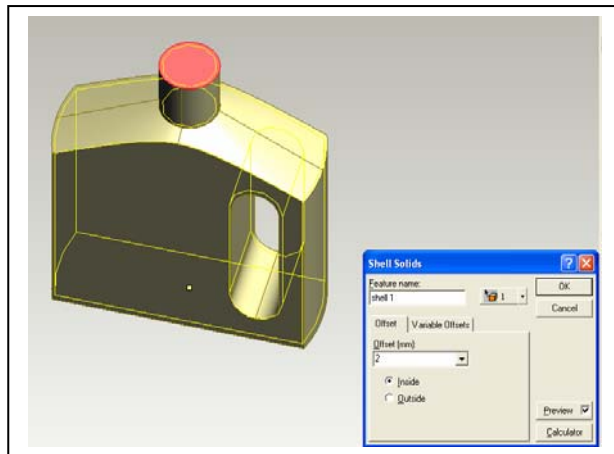 Shell Solids
Feature name:
shell 1
1
OK
Cancel
Offset
Variable Offsets
Offset (mm)
2
Inside
Outside
Preview
Calculator